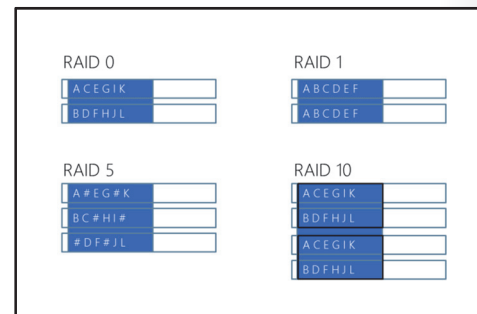 RAID 0
ACEGIK
BDFHJL
RAID 1
ABCDEF
ABCDEF
RAID 5
A#EG#K
BC#HI#
#DF#JL
RAID 10
ACEGIK
BDFHJL
ACEGIK
BDFHJL